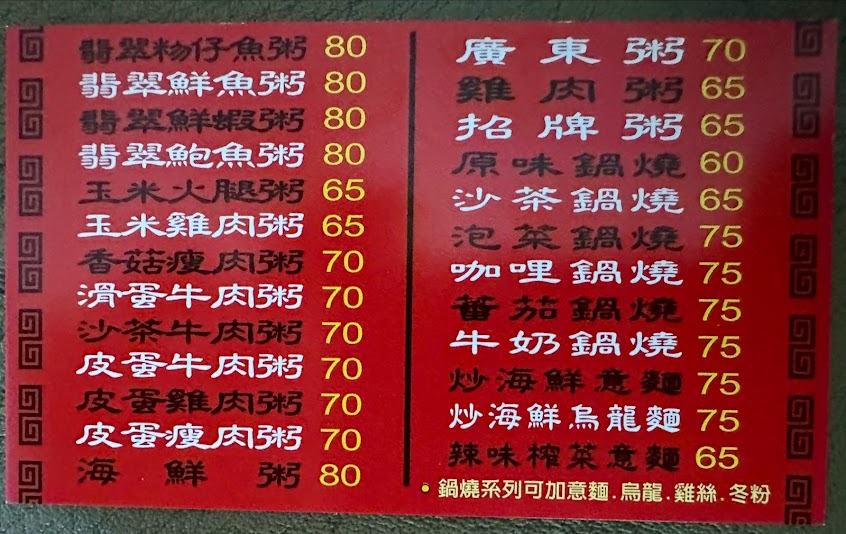 翡翠魩仔魚粥 80
翡翠鮮魚粥 80
翡翠鮮蝦粥 80
翡翠鮑魚粥 80
玉米火腿粥 65
玉米雞肉粥 65
香菇瘦肉粥 70
滑蛋牛肉粥 70
沙茶牛肉粥 70
皮蛋牛肉粥 70
皮蛋雞肉粥 70
皮蛋瘦肉粥 70
海鮮粥 80
廣東粥 70
雞肉粥 65
招牌粥 65
原味鍋燒 60
沙茶鍋燒 65
泡菜鍋燒 75
咖哩鍋燒 75
蕃茄鍋燒 75
牛奶鍋燒 75
炒海鮮意麵 75
炒海鮮烏龍麵 75
辣味榨菜意麵 65
• 鍋燒系列可加意麵.烏龍.雞絲.冬粉